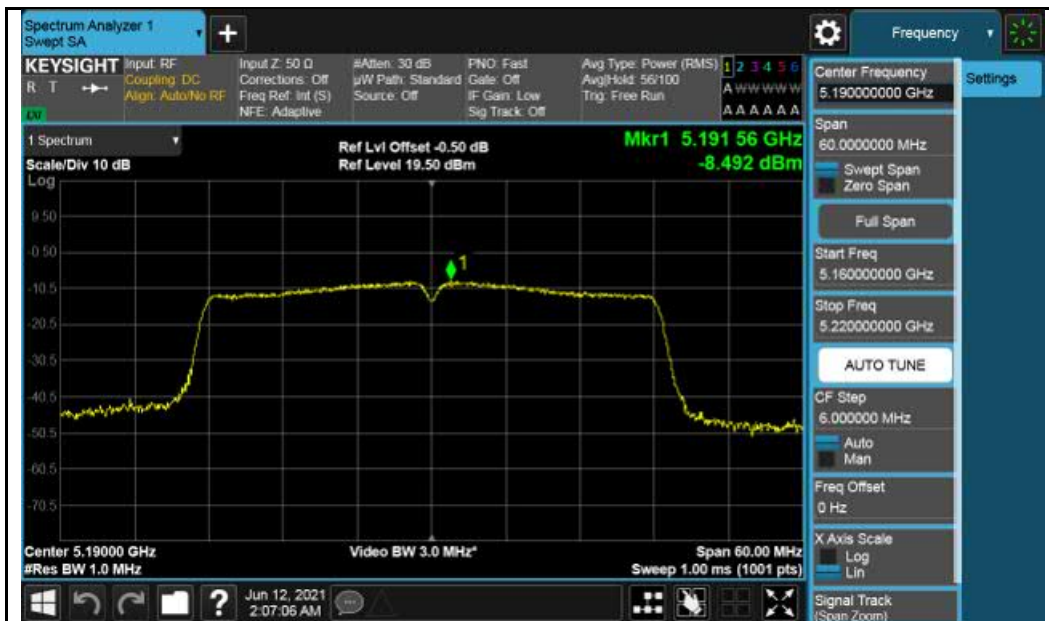 Spectrum Analyzer 1
Swept SA
+
Frequency
KEYSIGHT
R T
Input: RF
Coupling: DC
Align: Auto/No RF
Input Z: 50 Ω
Corrections: Off
Freq Ref: Int (S)
NFE: Adaptive
#Atten: 30 dB
µW Path: Standard
Source: Off
PNO: Fast
Gate: Off
IF Gain: Low
Sig Track: Off
Avg Type: Power (RMS)
Avg|Hold: 56/100
Trig: Free Run
1 2 3 4 5 6
A W W W W W
A A A A A A
1 Spectrum
Scale/Div 10 dB
Log
Ref Lvl Offset -0.50 dB
Ref Level 19.50 dBm
Mkr1 5.191 56 GHz
-8.492 dBm
9.50
-0.50
-10.5
-20.5
-30.5
-40.5
-50.5
-60.5
-70.5
1
Center 5.19000 GHz
#Res BW 1.0 MHz
Video BW 3.0 MHz*
Span 60.00 MHz
Sweep 1.00 ms (1001 pts)
Center Frequency
5.190000000 GHz
Settings
Span
60.0000000 MHz
Swept Span
Zero Span
Full Span
Start Freq
5.160000000 GHz
Stop Freq
5.220000000 GHz
AUTO TUNE
CF Step
6.000000 MHz
Auto
Man
Freq Offset
0 Hz
X Axis Scale
Log
Lin
Signal Track
(Span Zoom)
?
Jun 12, 2021
2:07:06 AM